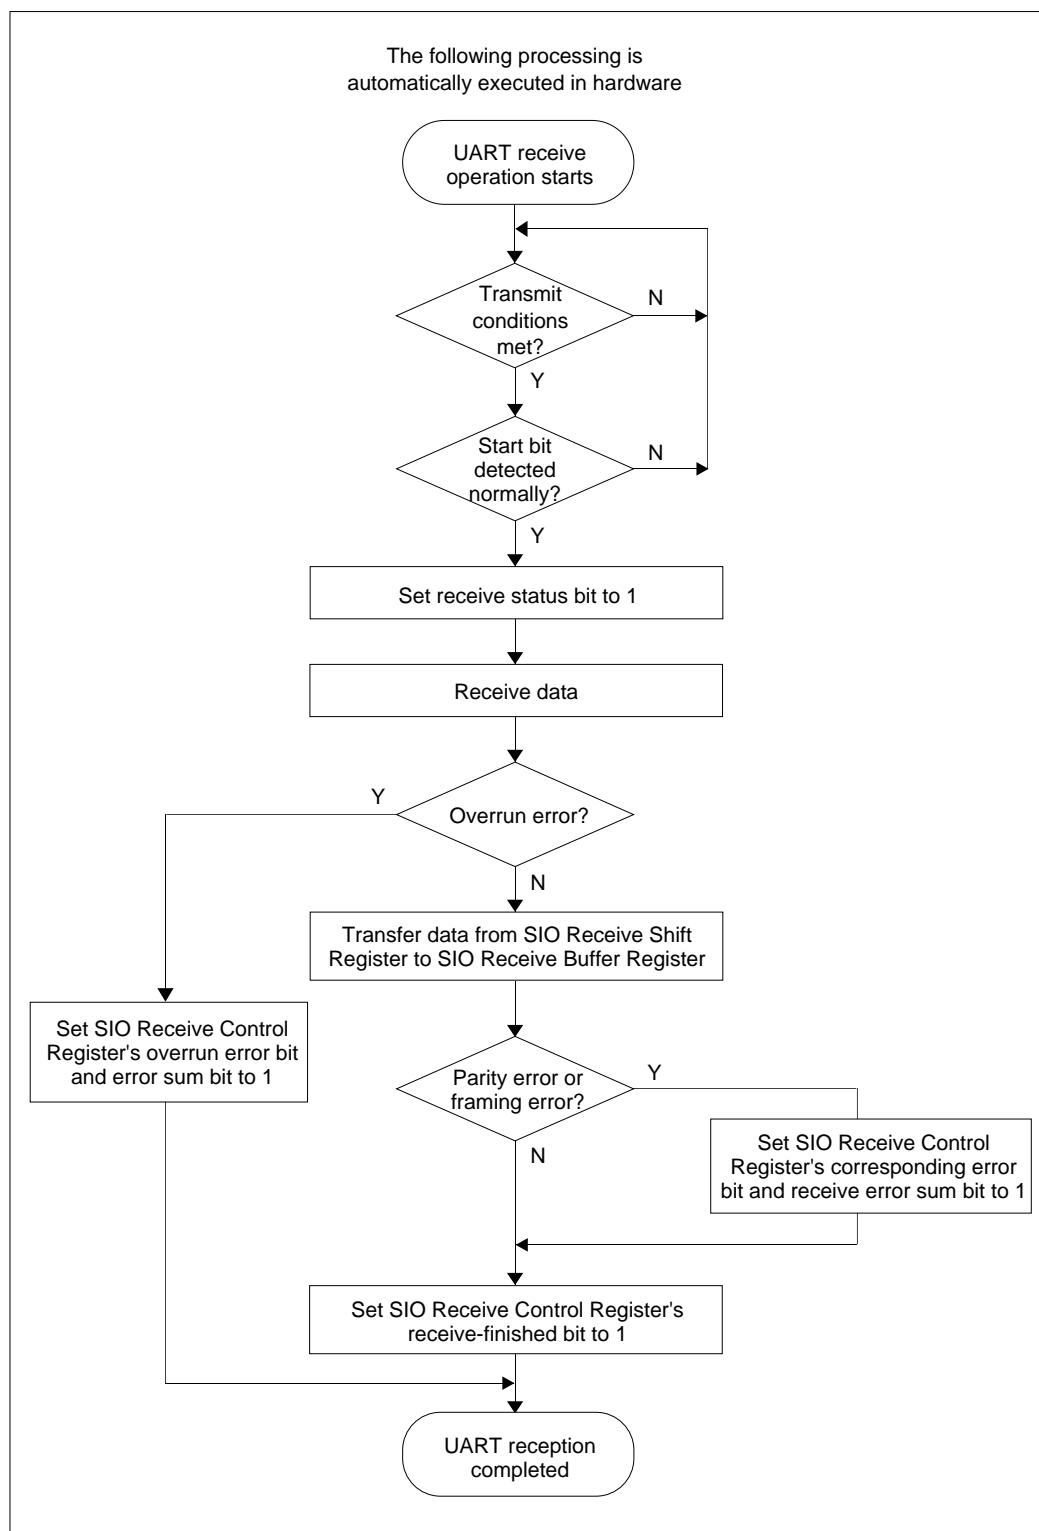 The following processing is
automatically executed in hardware
UART receive
operation starts
Transmit
conditions
met?
N
Y
Start bit
detected
normally?
N
Y
Set receive status bit to 1
Receive data
Overrun error?
Y
N
Transfer data from SIO Receive Shift
Register to SIO Receive Buffer Register
Set SIO Receive Control
Register's overrun error bit
and error sum bit to 1
Parity error or
framing error?
Y
N
Set SIO Receive Control
Register's corresponding error
bit and receive error sum bit to 1
Set SIO Receive Control Register's
receive-finished bit to 1
UART reception
completed